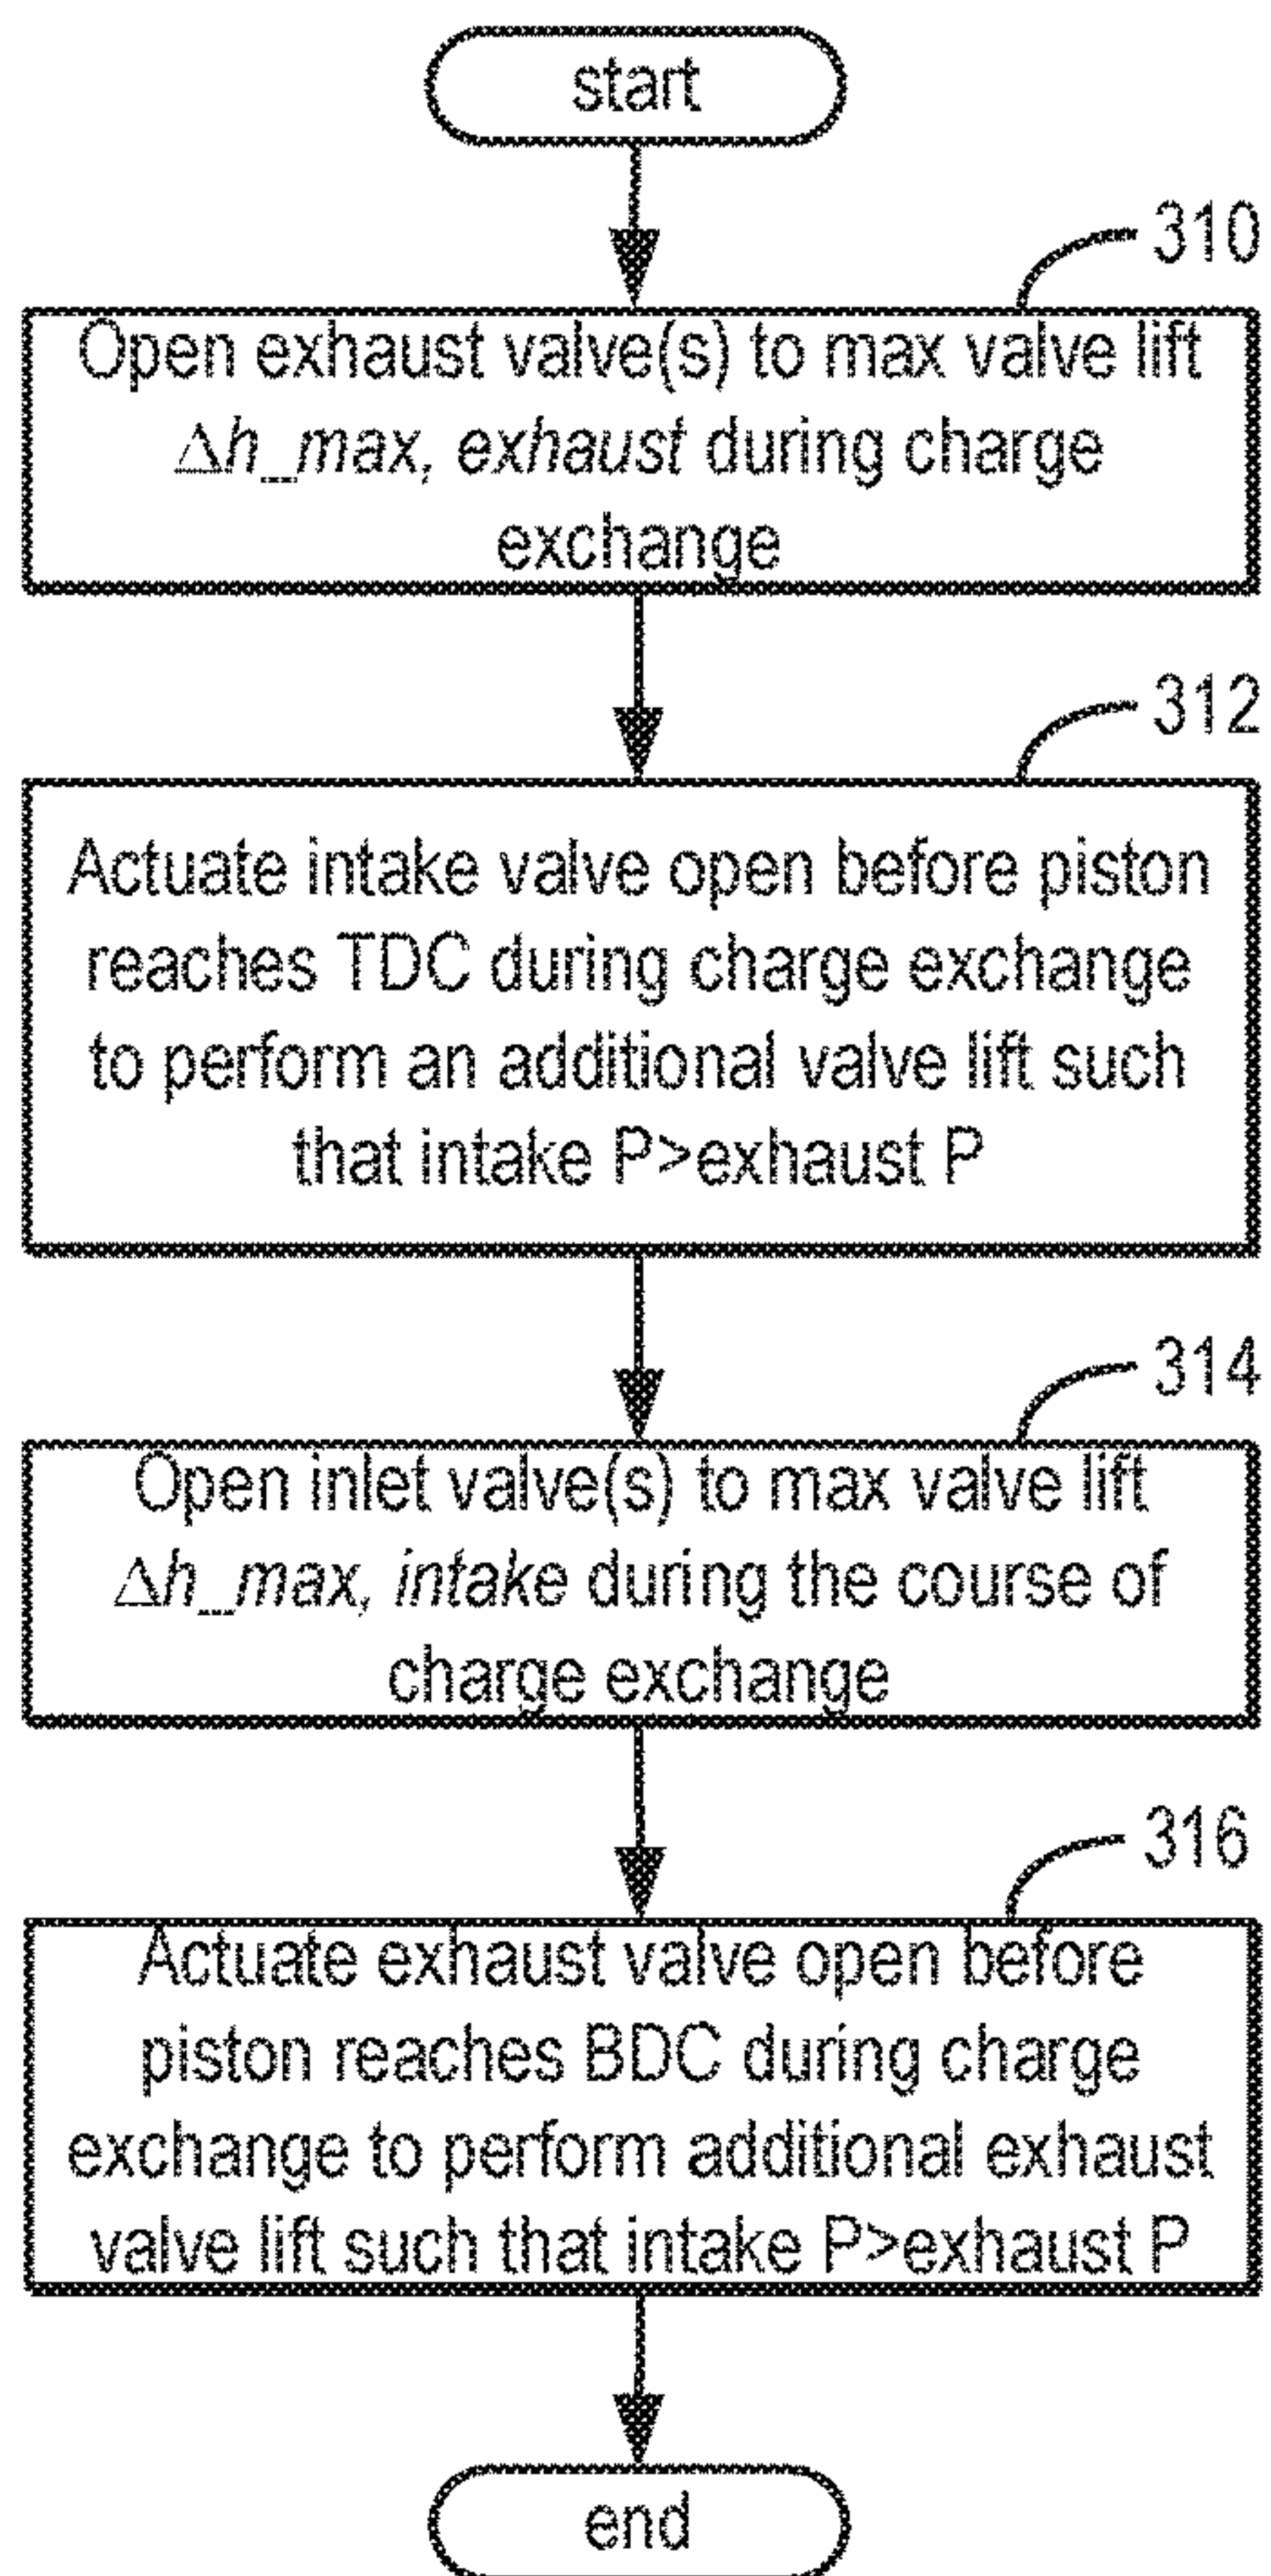 start
310
Open exhaust valve(s) to max valve lift
Δh_max, exhaust during charge
exchange
312
Actuate intake valve open before piston
reaches TDC during charge exchange
to perform an additional valve lift such
that intake P>exhaust P
314
Open inlet valve(s) to max valve lift
Δh_max, intake during the course of
charge exchange
316
Actuate exhaust valve open before
piston reaches BDC during charge
exchange to perform additional exhaust
valve lift such that intake P>exhaust P
end